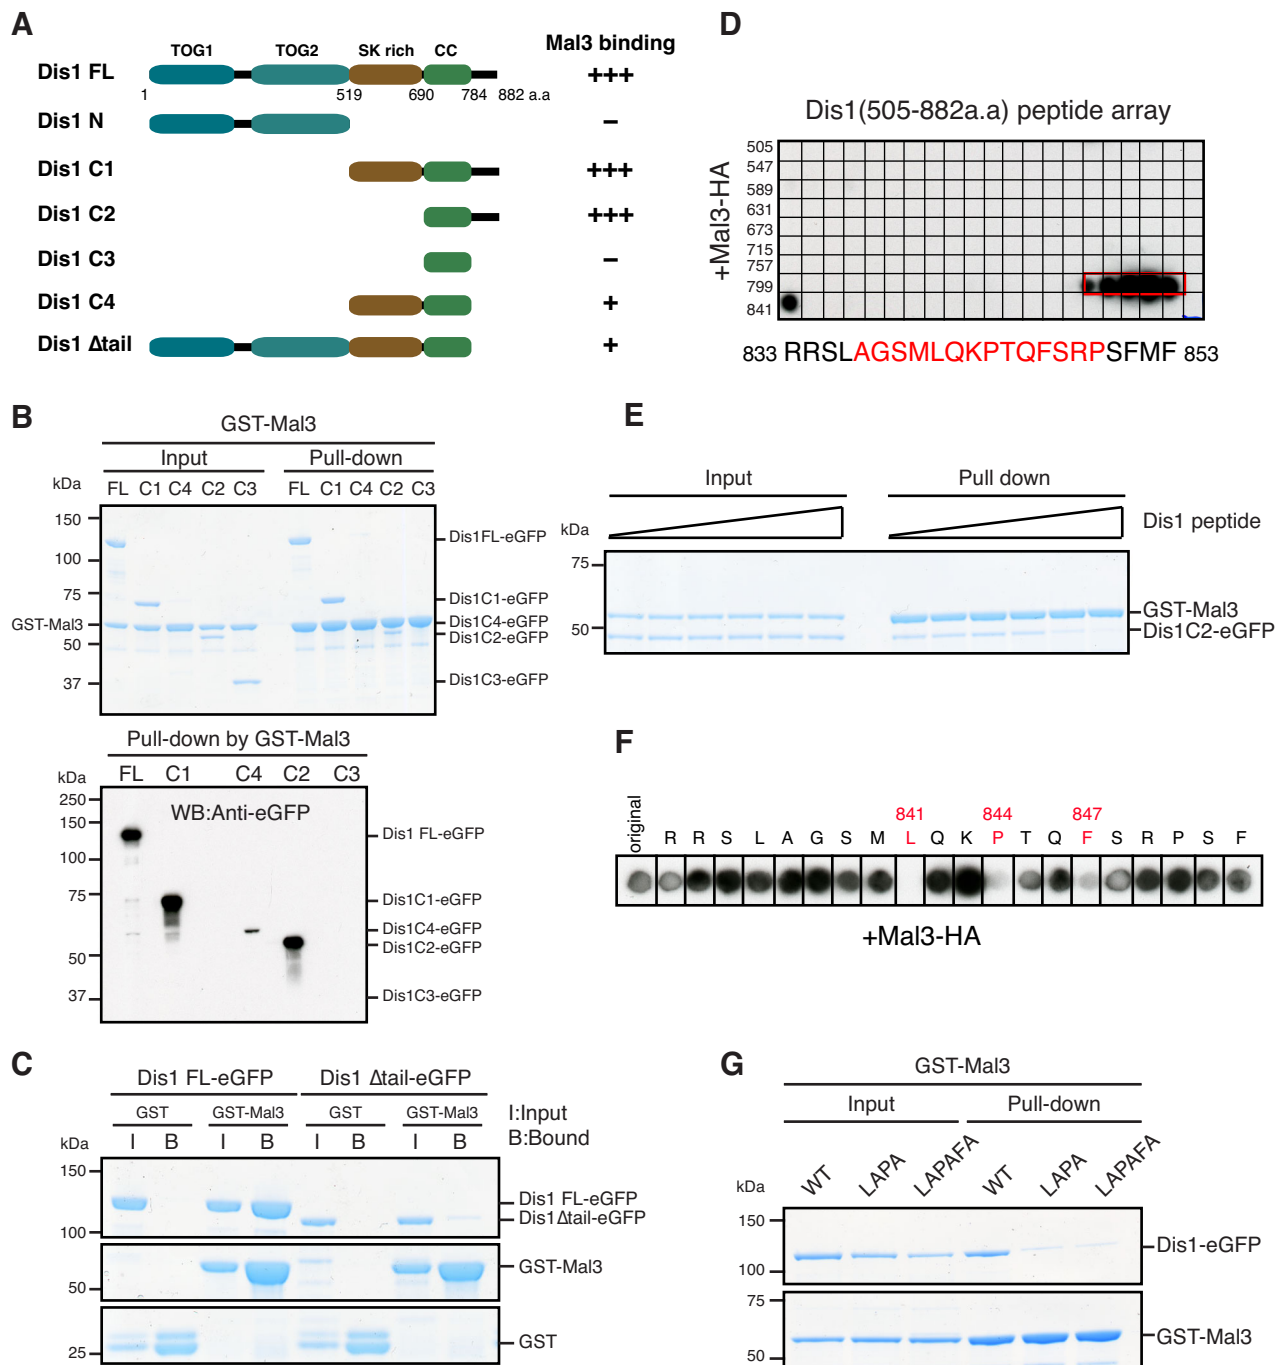 A
TOG1 TOG2 SK rich CC
Mal3 binding
Dis1 FL +++
1 519 690 784 882 a.a
Dis1 N –
Dis1 C1 +++
Dis1 C2 +++
Dis1 C3 –
Dis1 C4 +
Dis1 Δtail +
B
GST-Mal3
Input Pull-down
kDa FL C1 C4 C2 C3 FL C1 C4 C2 C3
150
100
75
GST-Mal3
50
37
Dis1FL-eGFP
Dis1C1-eGFP
Dis1C4-eGFP
Dis1C2-eGFP
Dis1C3-eGFP
Pull-down by GST-Mal3
kDa FL C1 C4 C2 C3
WB:Anti-eGFP
250
150
100
75
50
37
Dis1 FL-eGFP
Dis1C1-eGFP
Dis1C4-eGFP
Dis1C2-eGFP
Dis1C3-eGFP
C
Dis1 FL-eGFP Dis1 Δtail-eGFP
GST GST-Mal3 GST GST-Mal3
I:Input
B:Bound
kDa I B I B I B I B
150
100
50
25
Dis1 FL-eGFP
Dis1Δtail-eGFP
GST-Mal3
GST
D
Dis1(505-882a.a) peptide array
+Mal3-HA
505
547
589
631
673
715
757
799
841
833 RRSLAGSMLQKPTQFSRPSFMF 853
E
Input Pull down
Dis1 peptide
kDa
75
50
GST-Mal3
Dis1C2-eGFP
F
841 844 847
original R R S L A G S M L Q K P T Q F S R P S F
+Mal3-HA
G
GST-Mal3
Input Pull-down
kDa WT LAPA LAPAFA WT LAPA LAPAFA
150
100
75
50
Dis1-eGFP
GST-Mal3